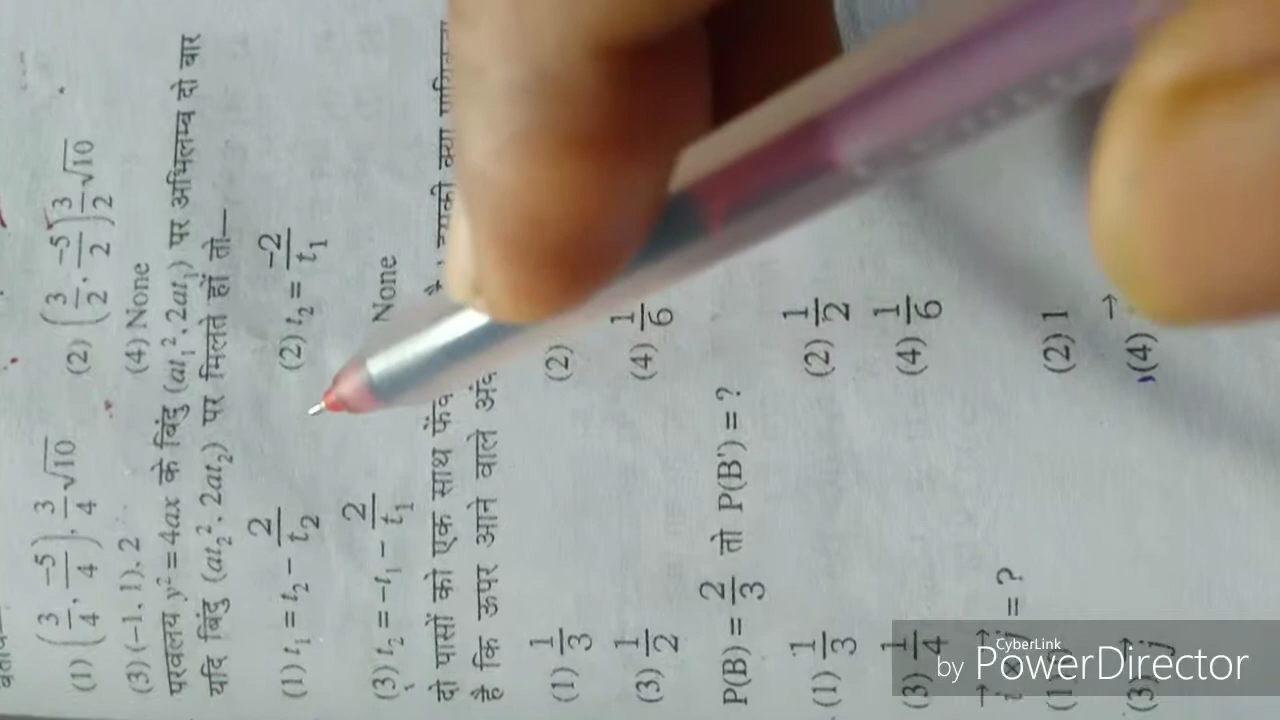 (1) (3/4, -5/4), 3/4 √10 (2) (3/2, -5/2) 3/2 √10
(3) (-1, 1), 2 (4) None
परवलय y² = 4ax के बिंदु (at₁², 2at₁) पर अभिलम्ब दो बार
यदि बिंदु (at₂², 2at₂) पर मिलते हों तो—
(1) t₁ = t₂ - 2/t₂ (2) t₂ = -2/t₁
(3) t₂ = -t₁ - 2/t₁ None
दो पासों को एक साथ
है कि ऊपर आने वाले
(1) 1/3 (2)
(3) 1/2 (4) 1/6
P(B) = 2/3 तो P(B') = ?
(1) 1/3 (2) 1/2
(3) 1/4 (4) 1/6
i⃗ × j⃗ = ?
(2) 1
(3) j⃗ (4)
CyberLink
by PowerDirector